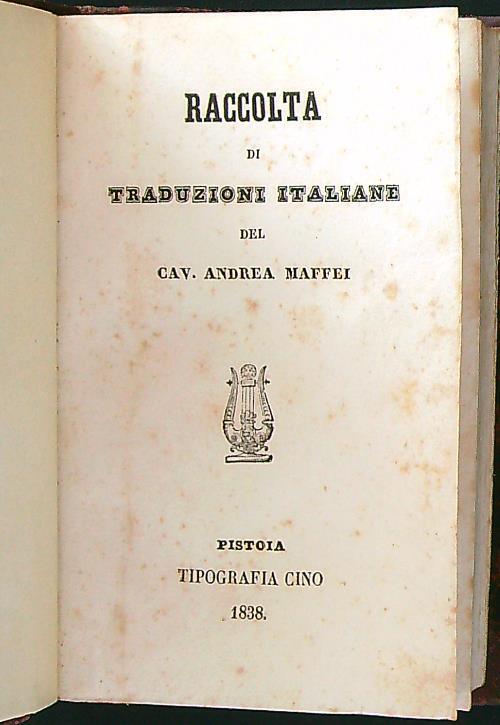 RACCOLTA
DI
TRADUZIONI ITALIANE
DEL
CAV. ANDREA MAFFEI
PISTOIA
TIPOGRAFIA CINO
1838.